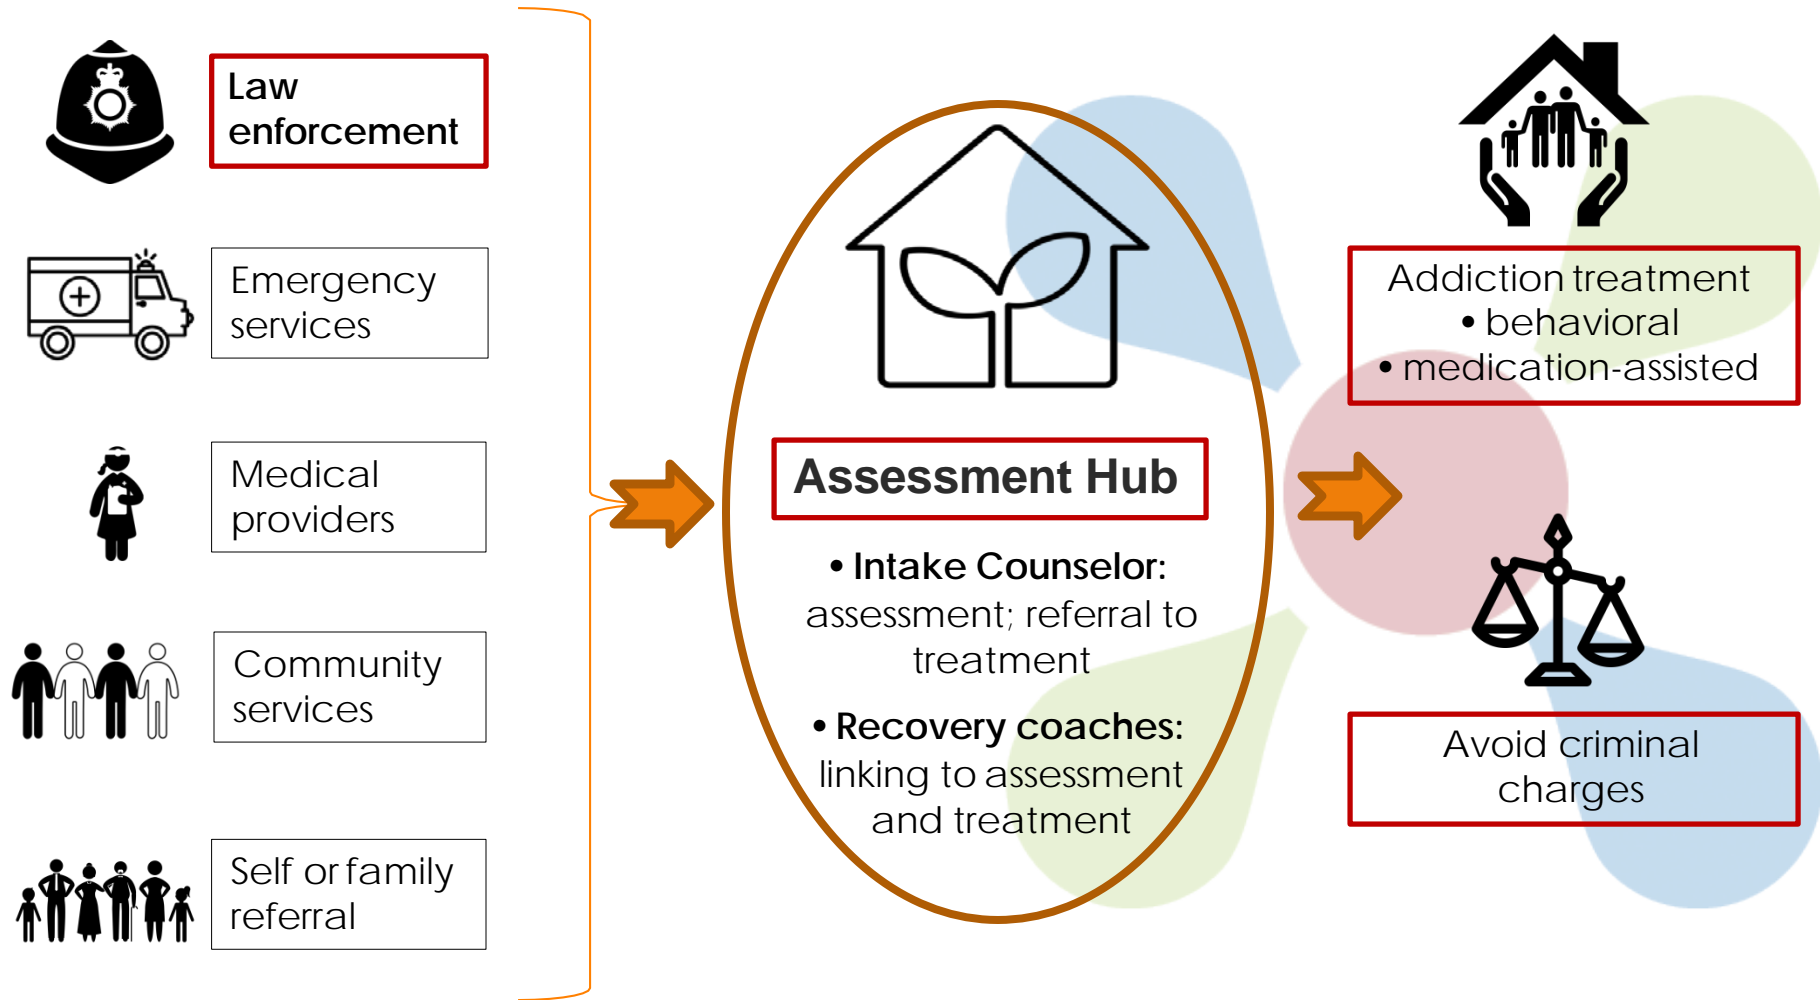 Law
enforcement
Emergency
services
Medical
providers
Community
services
Self or family
referral
Assessment Hub
• Intake Counselor:
assessment; referral to
treatment
• Recovery coaches:
linking to assessment
and treatment
Addiction treatment
• behavioral
• medication-assisted
Avoid criminal
charges